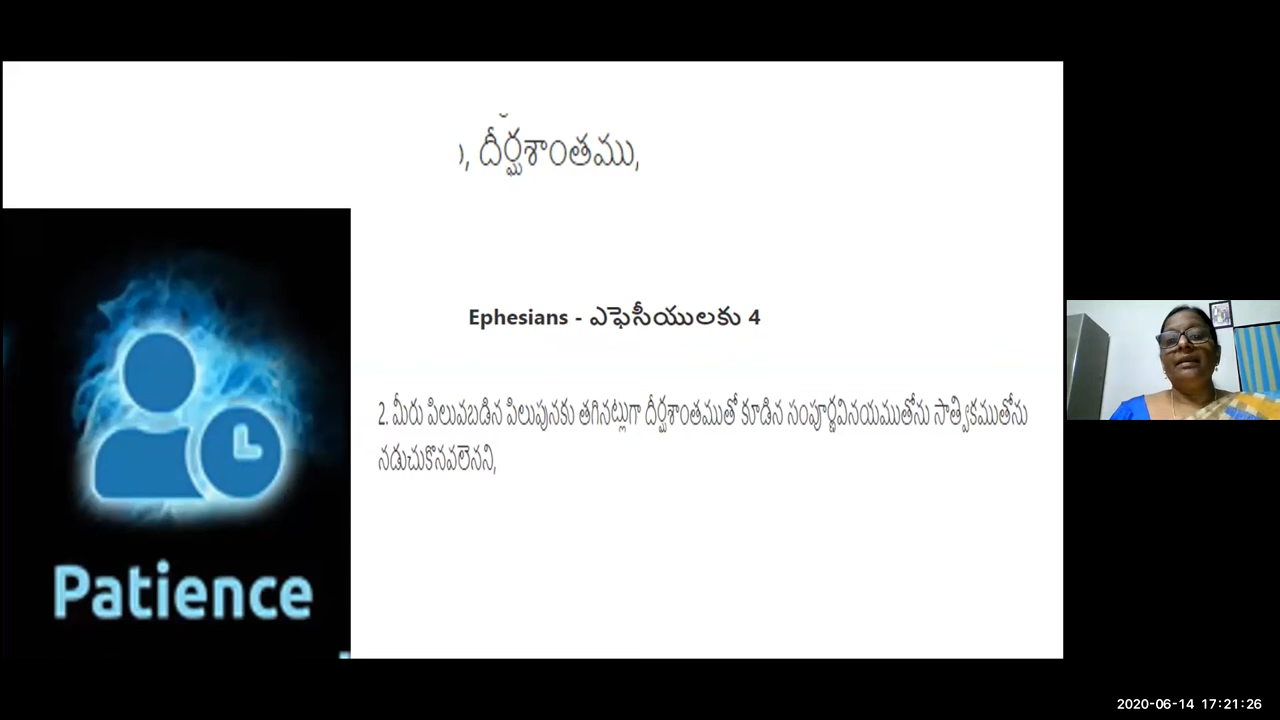 ), దీర్ఘశాంతము,
Ephesians - ఎఫెసీయులకు 4
2. మీరు పిలువబడిన పిలుపునకు తగినట్లుగా దీర్ఘశాంతముతో కూడిన సంపూర్ణవినయముతోను సాత్వికముతోను
నడుచుకొనవలెనని,
Patience
2020-06-14 17:21:26